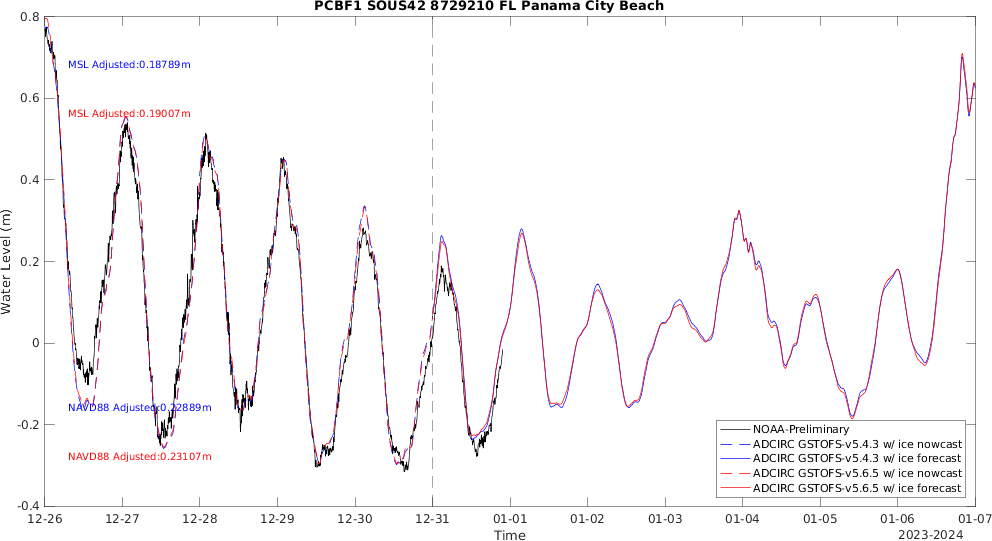 PCBF1 SOUS42 8729210 FL Panama City Beach
Water Level (m)
0.8
0.6
0.4
0.2
0
-0.2
-0.4
MSL Adjusted:0.18789m
MSL Adjusted:0.19007m
NAVD88 Adjusted:0.22889m
NAVD88 Adjusted:0.23107m
NOAA-Preliminary
ADCIRC GSTOFS-v5.4.3 w/ ice nowcast
ADCIRC GSTOFS-v5.4.3 w/ ice forecast
ADCIRC GSTOFS-v5.6.5 w/ ice nowcast
ADCIRC GSTOFS-v5.6.5 w/ ice forecast
12-26 12-27 12-28 12-29 12-30 12-31 01-01 01-02 01-03 01-04 01-05 01-06 01-07
Time
2023-2024